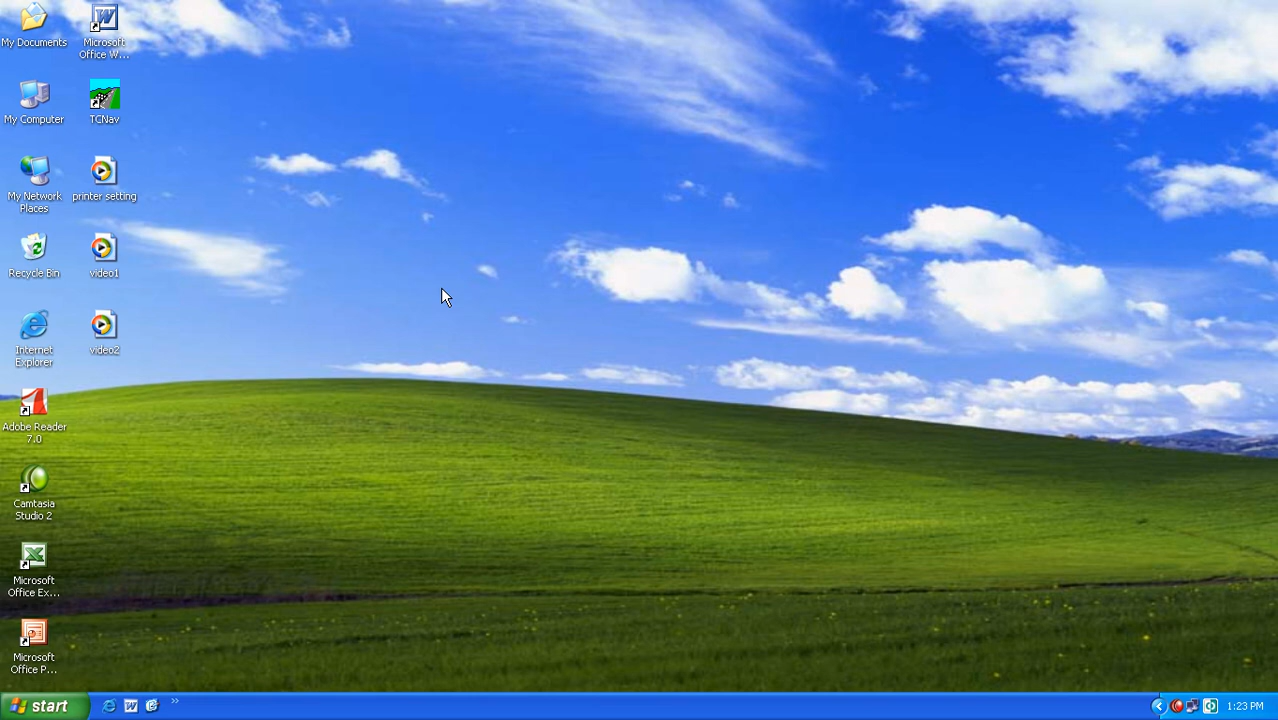 My Documents
Microsoft
Office W...
My Computer
TCNav
My Network
Places
printer setting
Recycle Bin
video1
Internet
Explorer
video2
Adobe Reader
7.0
Camtasia
Studio 2
Microsoft
Office Ex...
Microsoft
Office P...
start
1:23 PM